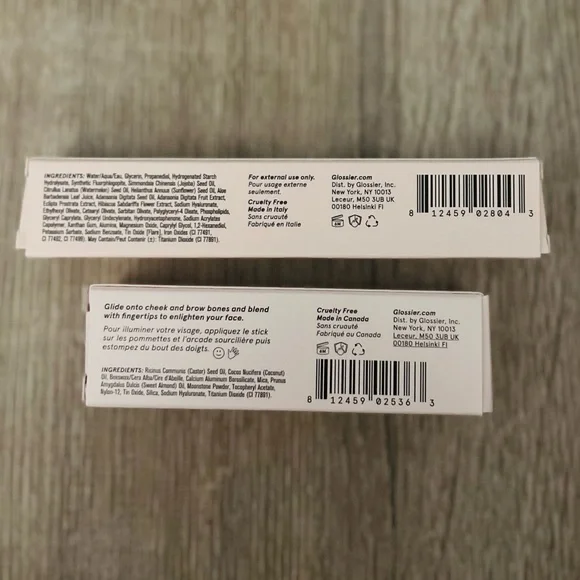 INGREDIENTS: Water/Aqua/Eau, Glycerin, Propanediol, Hydrogenated Starch
Hydrolysate, Synthetic Fluorphlogopite, Simmondsia Chinensis (Jojoba) Seed Oil,
Citrullus Lanatus (Watermelon) Seed Oil, Helianthus Annuus (Sunflower) Seed Oil, Aloe
Barbadensis Leaf Juice, Adansonia Digitata Seed Oil, Adansonia Digitata Fruit Extract,
Eclipta Prostrata Extract, Hibiscus Sabdariffa Flower Extract, Sodium Hyaluronate,
Ethylhexyl Olivate, Cetearyl Olivate, Sorbitan Olivate, Polyglyceryl-4 Oleate, Phospholipids,
Glyceryl Caprylate, Glyceryl Undecylenate, Hydroxyacetophenone, Sodium Acrylates
Copolymer, Xanthan Gum, Alumina, Magnesium Oxide, Caprylyl Glycol, 1,2-Hexanediol,
Potassium Sorbate, Sodium Benzoate, Tin Oxide [Flare], Iron Oxides (CI 77491,
CI 77492, CI 77499). May Contain/Peut Contenir (±): Titanium Dioxide (CI 77891).
For external use only.
Pour usage externe
seulement.
Cruelty Free
Made in Italy
Sans cruauté
Fabriqué en Italie
Glossier.com
Dist. by Glossier, Inc.
New York, NY 10013
Leceur, M50 3UB UK
00180 Helsinki FI
8 12459 02804 3
Glide onto cheek and brow bones and blend
with fingertips to enlighten your face.
Pour illuminer votre visage, appliquez le stick
sur les pommettes et l'arcade sourcilière puis
estompez du bout des doigts.
INGREDIENTS: Ricinus Communis (Castor) Seed Oil, Cocos Nucifera (Coconut)
Oil, Beeswax/Cera Alba/Cire d'Abeille, Calcium Aluminum Borosilicate, Mica, Prunus
Amygdalus Dulcis (Sweet Almond) Oil, Moonstone Powder, Tocopheryl Acetate,
Nylon-12, Tin Oxide, Silica, Sodium Hyaluronate, Titanium Dioxide (CI 77891).
Cruelty Free
Made in Canada
Sans cruauté
Fabriqué au Canada
Glossier.com
Dist. by Glossier, Inc.
New York, NY 10013
Leceur, M50 3UB UK
00180 Helsinki FI
8 12459 02536 3